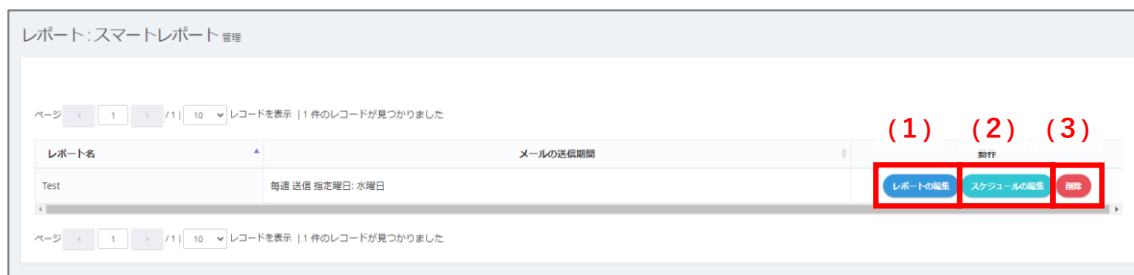 レポート : スマートレポート 管理
ページ 1 / 1 | 10 レコードを表示 | 1 件のレコードが見つかりました
(1) (2) (3)
レポート名 メールの送信期間 動作
Test 毎週 送信 指定曜日: 水曜日 レポートの編集 スケジュールの編集 削除
ページ 1 / 1 | 10 レコードを表示 | 1 件のレコードが見つかりました